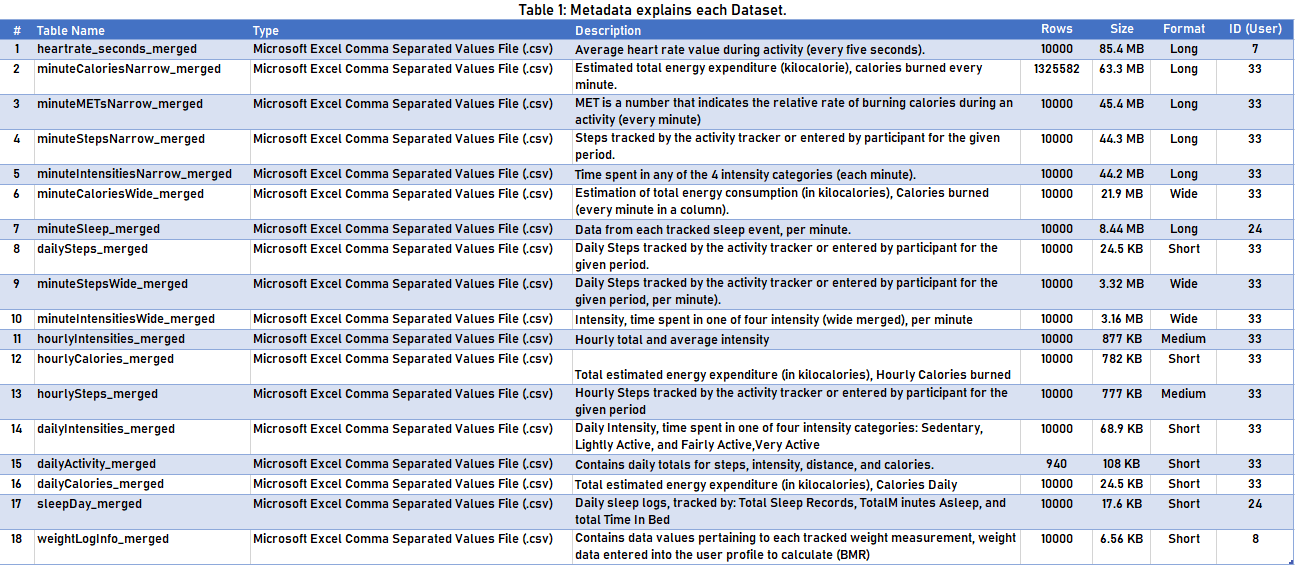 Table 1: Metadata explains each Dataset.
# Table Name Type Description Rows Size Format ID (User)
1 heartrate_seconds_merged Microsoft Excel Comma Separated Values File (.csv) Average heart rate value during activity (every five seconds). 10000 85.4 MB Long 7
2 minuteCaloriesNarrow_merged Microsoft Excel Comma Separated Values File (.csv) Estimated total energy expenditure (kilocalorie), calories burned every 1325582 63.3 MB Long 33
minute.
3 minuteMETsNarrow_merged Microsoft Excel Comma Separated Values File (.csv) MET is a number that indicates the relative rate of burning calories during an 10000 45.4 MB Long 33
activity (every minute)
4 minuteStepsNarrow_merged Microsoft Excel Comma Separated Values File (.csv) Steps tracked by the activity tracker or entered by participant for the given 10000 44.3 MB Long 33
period.
5 minuteIntensitiesNarrow_merged Microsoft Excel Comma Separated Values File (.csv) Time spent in any of the 4 intensity categories (each minute). 10000 44.2 MB Long 33
6 minuteCaloriesWide_merged Microsoft Excel Comma Separated Values File (.csv) Estimation of total energy consumption (in kilocalories), Calories burned 10000 21.9 MB Wide 33
(every minute in a column).
7 minuteSleep_merged Microsoft Excel Comma Separated Values File (.csv) Data from each tracked sleep event, per minute. 10000 8.44 MB Long 24
8 dailySteps_merged Microsoft Excel Comma Separated Values File (.csv) Daily Steps tracked by the activity tracker or entered by participant for the 10000 24.5 KB Short 33
given period.
9 minuteStepsWide_merged Microsoft Excel Comma Separated Values File (.csv) Daily Steps tracked by the activity tracker or entered by participant for the 10000 3.32 MB Wide 33
given period, per minute).
10 minuteIntensitiesWide_merged Microsoft Excel Comma Separated Values File (.csv) Intensity, time spent in one of four intensity (wide merged), per minute 10000 3.16 MB Wide 33
11 hourlyIntensities_merged Microsoft Excel Comma Separated Values File (.csv) Hourly total and average intensity 10000 877 KB Medium 33
12 hourlyCalories_merged Microsoft Excel Comma Separated Values File (.csv) 10000 782 KB Short 33
Total estimated energy expenditure (in kilocalories), Hourly Calories burned
13 hourlySteps_merged Microsoft Excel Comma Separated Values File (.csv) Hourly Steps tracked by the activity tracker or entered by participant for the 10000 777 KB Medium 33
given period
14 dailyIntensities_merged Microsoft Excel Comma Separated Values File (.csv) Daily Intensity, time spent in one of four intensity categories: Sedentary, 10000 68.9 KB Short 33
Lightly Active, and Fairly Active,Very Active
15 dailyActivity_merged Microsoft Excel Comma Separated Values File (.csv) Contains daily totals for steps, intensity, distance, and calories. 940 108 KB Short 33
16 dailyCalories_merged Microsoft Excel Comma Separated Values File (.csv) Total estimated energy expenditure (in kilocalories), Calories Daily 10000 24.5 KB Short 33
17 sleepDay_merged Microsoft Excel Comma Separated Values File (.csv) Daily sleep logs, tracked by: Total Sleep Records, TotalM inutes Asleep, and 10000 17.6 KB Short 24
total Time In Bed
18 weightLogInfo_merged Microsoft Excel Comma Separated Values File (.csv) Contains data values pertaining to each tracked weight measurement, weight 10000 6.56 KB Short 8
data entered into the user profile to calculate (BMR)